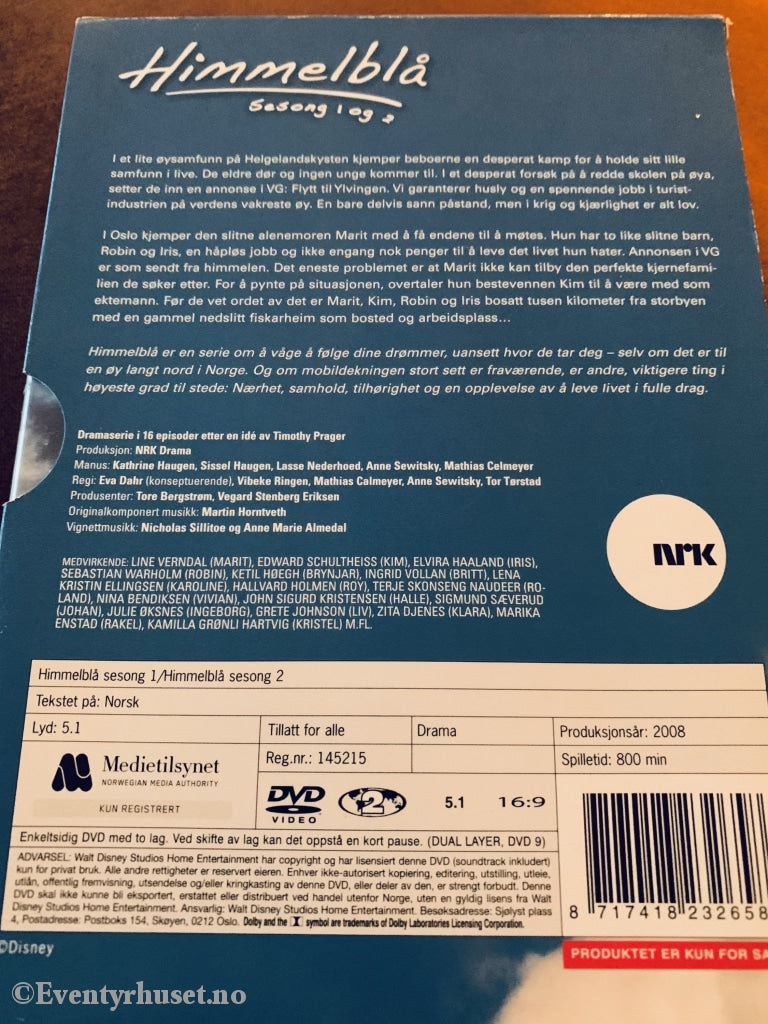 Himmelblå
Sesong 1 og 2
I et lite øysamfunn på Helgelandskysten kjemper beboerne en desperat kamp for å holde sitt lille
samfunn i live. De eldre dør og ingen unge kommer til. I et desperat forsøk på å redde skolen på øya,
setter de inn en annonse i VG: Flytt til Ylvingen. Vi garanterer husly og en spennende jobb i turist-
industrien på verdens vakreste øy. En bare delvis sann påstand, men i krig og kjærlighet er alt lov.
I Oslo kjemper den slitne alenemoren Marit med å få endene til å møtes. Hun har to like slitne barn,
Robin og Iris, en håpløs jobb og ikke engang nok penger til å leve det livet hun hater. Annonsen i VG
er som sendt fra himmelen. Det eneste problemet er at Marit ikke kan tilby den perfekte kjernefami-
lien de søker etter. For å pynte på situasjonen, overtaler hun bestevennen Kim til å være med som
ektemann. Før de vet ordet av det er Marit, Kim, Robin og Iris bosatt tusen kilometer fra storbyen
med en gammel nedslitt fiskarheim som bosted og arbeidsplass...
Himmelblå er en serie om å våge å følge dine drømmer, uansett hvor de tar deg – selv om det er til
en øy langt nord i Norge. Og om mobildekningen stort sett er fraværende, er andre, viktigere ting i
høyeste grad til stede: Nærhet, samhold, tilhørighet og en opplevelse av å leve livet i fulle drag.
Dramaserie i 16 episoder etter en idé av Timothy Prager
Produksjon: NRK Drama
Manus: Kathrine Haugen, Sissel Haugen, Lasse Nederhoed, Anne Sewitsky, Mathias Celmeyer
Regi: Eva Dahr (konseptuerende), Vibeke Ringen, Mathias Calmeyer, Anne Sewitsky, Tor Tørstad
Produsenter: Tore Bergstrøm, Vegard Stenberg Eriksen
Originalkomponert musikk: Martin Horntveth
Vignettmusikk: Nicholas Sillitoe og Anne Marie Almedal
nrk
MEDVIRKENDE: LINE VERNDAL (MARIT), EDWARD SCHULTHEISS (KIM), ELVIRA HAALAND (IRIS),
SEBASTIAN WARHOLM (ROBIN), KETIL HØEGH (BRYNJAR), INGRID VOLLAN (BRITT), LENA
KRISTIN ELLINGSEN (KAROLINE), HALLVARD HOLMEN (ROY), TERJE SKONSENG NAUDEER (RO-
LAND), NINA BENDIKSEN (VIVIAN), JOHN SIGURD KRISTENSEN (HALLE), SIGMUND SÆVERUD
(JOHAN), JULIE ØKSNES (INGEBORG), GRETE JOHNSON (LIV), ZITA DJENES (KLARA), MARIKA
ENSTAD (RAKEL), KAMILLA GRØNLI HARTVIG (KRISTEL) M.FL.
Himmelblå sesong 1/Himmelblå sesong 2
Tekstet på: Norsk
Lyd: 5.1 Tillatt for alle Drama Produksjonsår: 2008
Reg.nr.: 145215 Spilletid: 800 min
Medietilsynet
NORWEGIAN MEDIA AUTHORITY
KUN REGISTRERT
DVD VIDEO 2 5.1 16:9
Enkeltsidig DVD med to lag. Ved skifte av lag kan det oppstå en kort pause. (DUAL LAYER, DVD 9)
ADVARSEL: Walt Disney Studios Home Entertainment har copyright og har lisensiert denne DVD (soundtrack inkludert)
kun for privat bruk. Alle andre rettigheter er reservert eieren. Enhver ikke-autorisert kopiering, editering, utstilling, utleie,
utlån, offentlig fremvisning, utsendelse og/eller kringkasting av denne DVD, eller deler av den, er strengt forbudt. Denne
DVD skal ikke kunne bli eksportert, erstattet eller distribuert ved handel utenfor Norge, uten en gyldig lisens fra Walt
Disney Studios Home Entertainment. Ansvarlig: Walt Disney Studios Home Entertainment. Besøksadresse: Sjølyst plass
4, Postadresse: Postboks 154, Skøyen, 0212 Oslo. Dolby and the symbol are trademarks of Dolby Laboratories Licensing Corporation.
8 717418 232658
©Disney
PRODUKTET ER KUN FOR SA
©Eventyrhuset.no